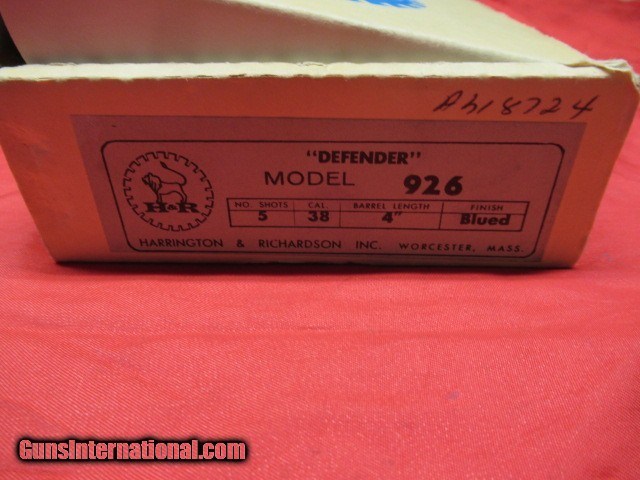 Ah18724
"DEFENDER"
MODEL 926
NO. SHOTS CAL. BARREL LENGTH FINISH
5 38 4" Blued
H&R
HARRINGTON & RICHARDSON INC. WORCESTER, MASS.
GunsInternational.com